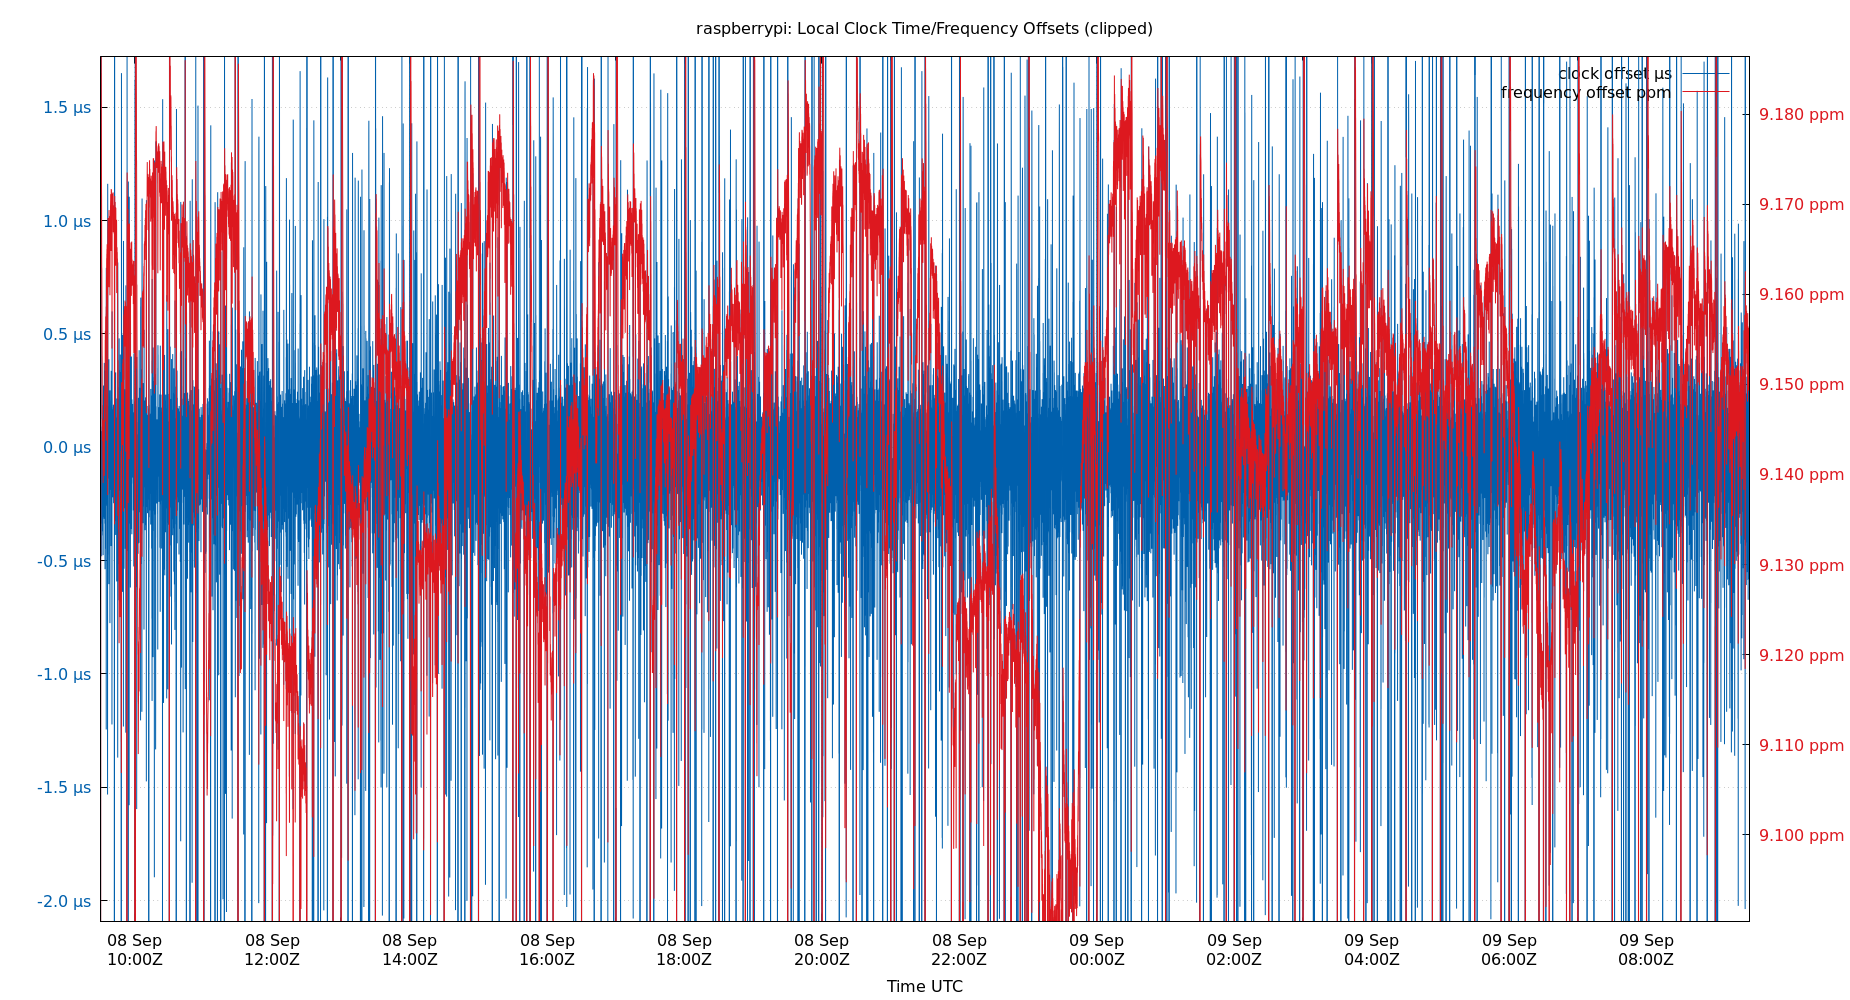 raspberrypi: Local Clock Time/Frequency Offsets (clipped)
clock offset µs
frequency offset ppm
1.5 µs
1.0 µs
0.5 µs
0.0 µs
-0.5 µs
-1.0 µs
-1.5 µs
-2.0 µs
9.180 ppm
9.170 ppm
9.160 ppm
9.150 ppm
9.140 ppm
9.130 ppm
9.120 ppm
9.110 ppm
9.100 ppm
08 Sep 08 Sep 08 Sep 08 Sep 08 Sep 08 Sep 08 Sep 09 Sep 09 Sep 09 Sep 09 Sep 09 Sep
10:00Z 12:00Z 14:00Z 16:00Z 18:00Z 20:00Z 22:00Z 00:00Z 02:00Z 04:00Z 06:00Z 08:00Z
Time UTC